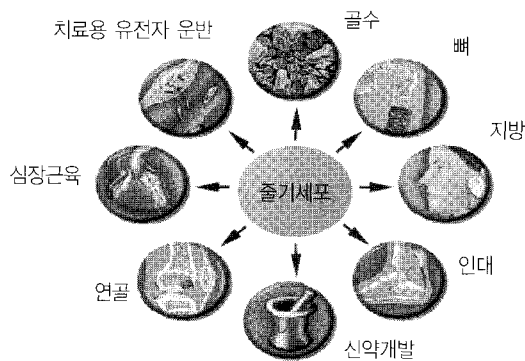 치료용 유전자 운반
골수
뼈
지방
심장근육
줄기세포
연골
인대
신약개발